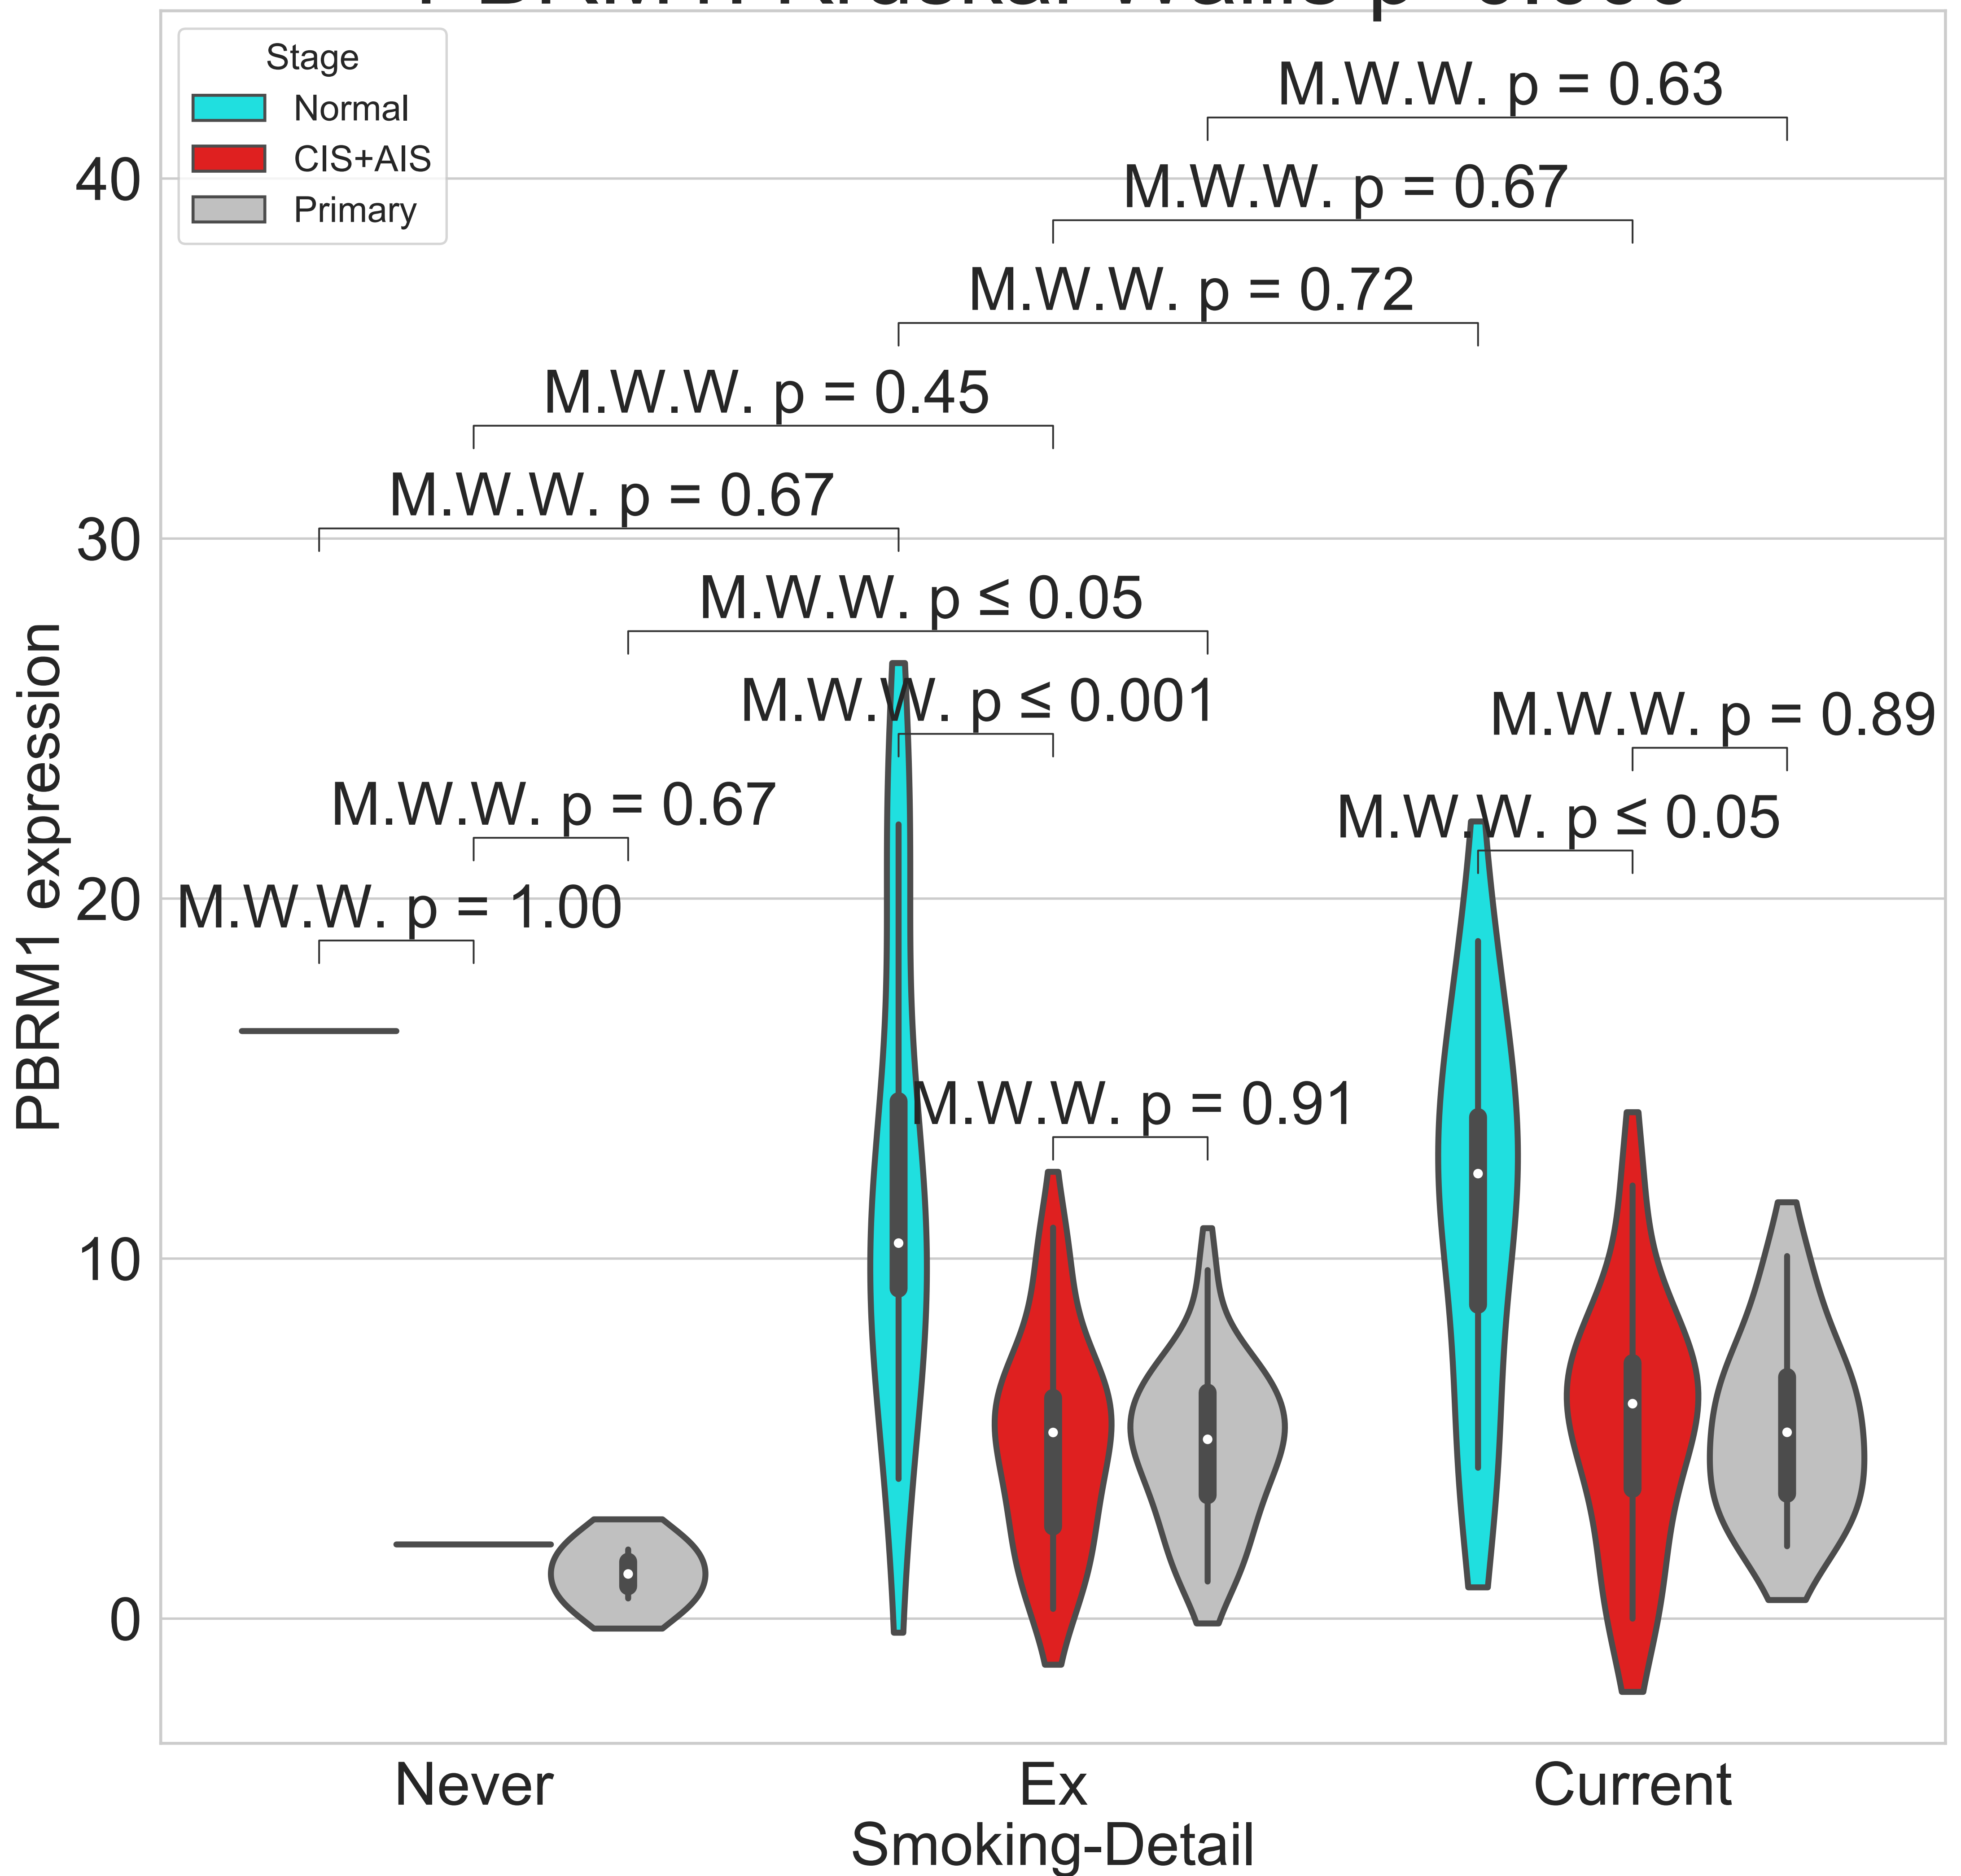 Stage
Normal
CIS+AIS
Primary
M.W.W. p = 0.63
M.W.W. p = 0.67
M.W.W. p = 0.72
M.W.W. p = 0.45
M.W.W. p = 0.67
M.W.W. p ≤ 0.05
M.W.W. p ≤ 0.001
M.W.W. p = 0.89
M.W.W. p = 0.67
M.W.W. p ≤ 0.05
M.W.W. p = 1.00
M.W.W. p = 0.91
40
30
20
10
0
PBRM1 expression
Never
Ex
Current
Smoking-Detail